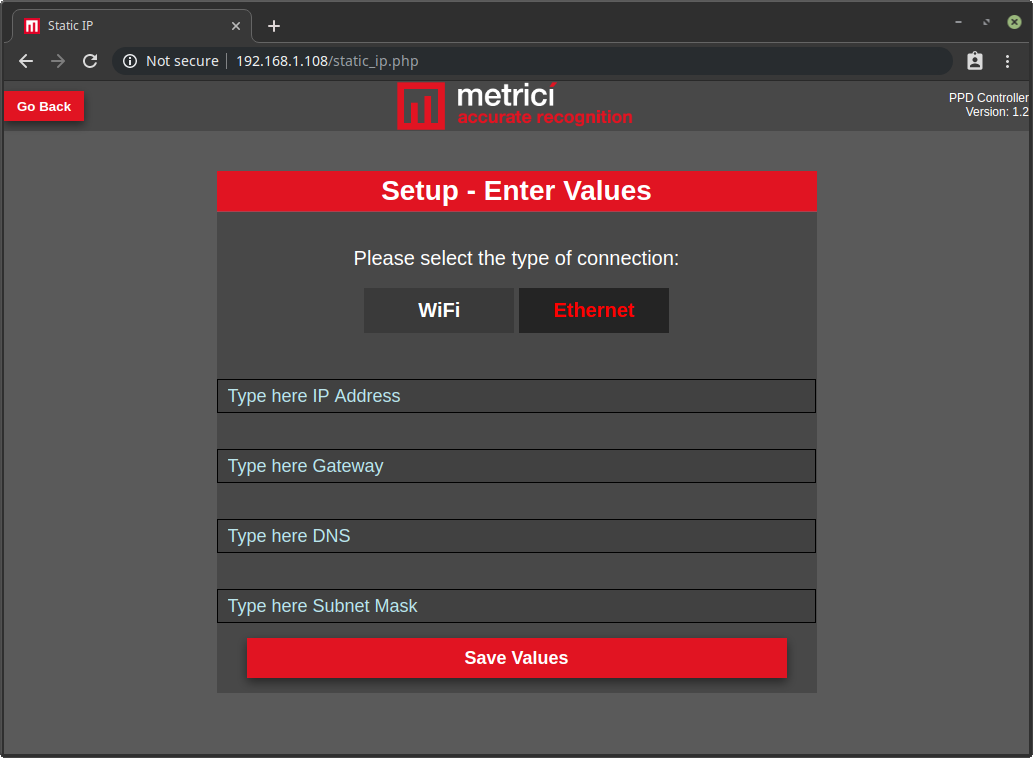 Static IP
Not secure | 192.168.1.108/static_ip.php
Go Back
metrici
accurate recognition
PPD Controller
Version: 1.2
Setup - Enter Values
Please select the type of connection:
WiFi
Ethernet
Type here IP Address
Type here Gateway
Type here DNS
Type here Subnet Mask
Save Values